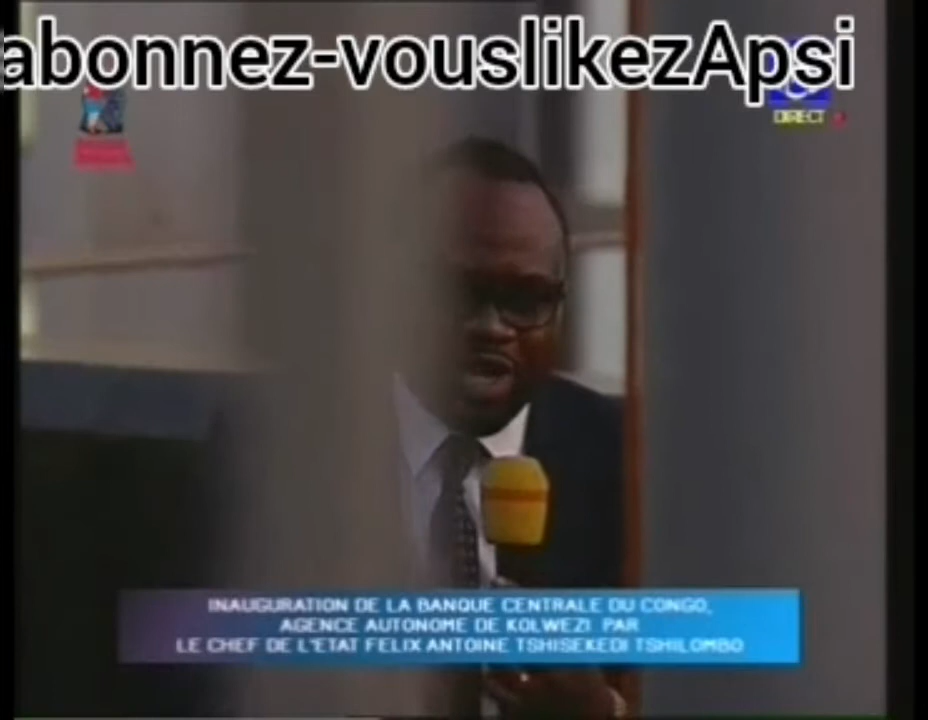 abonnez-vouslikezApsi
DIRECT
INAUGURATION DE LA BANQUE CENTRALE DU CONGO,
AGENCE AUTONOME DE KOLWEZI PAR
LE CHEF DE L'ETAT FELIX ANTOINE TSHISEKEDI TSHILOMBO